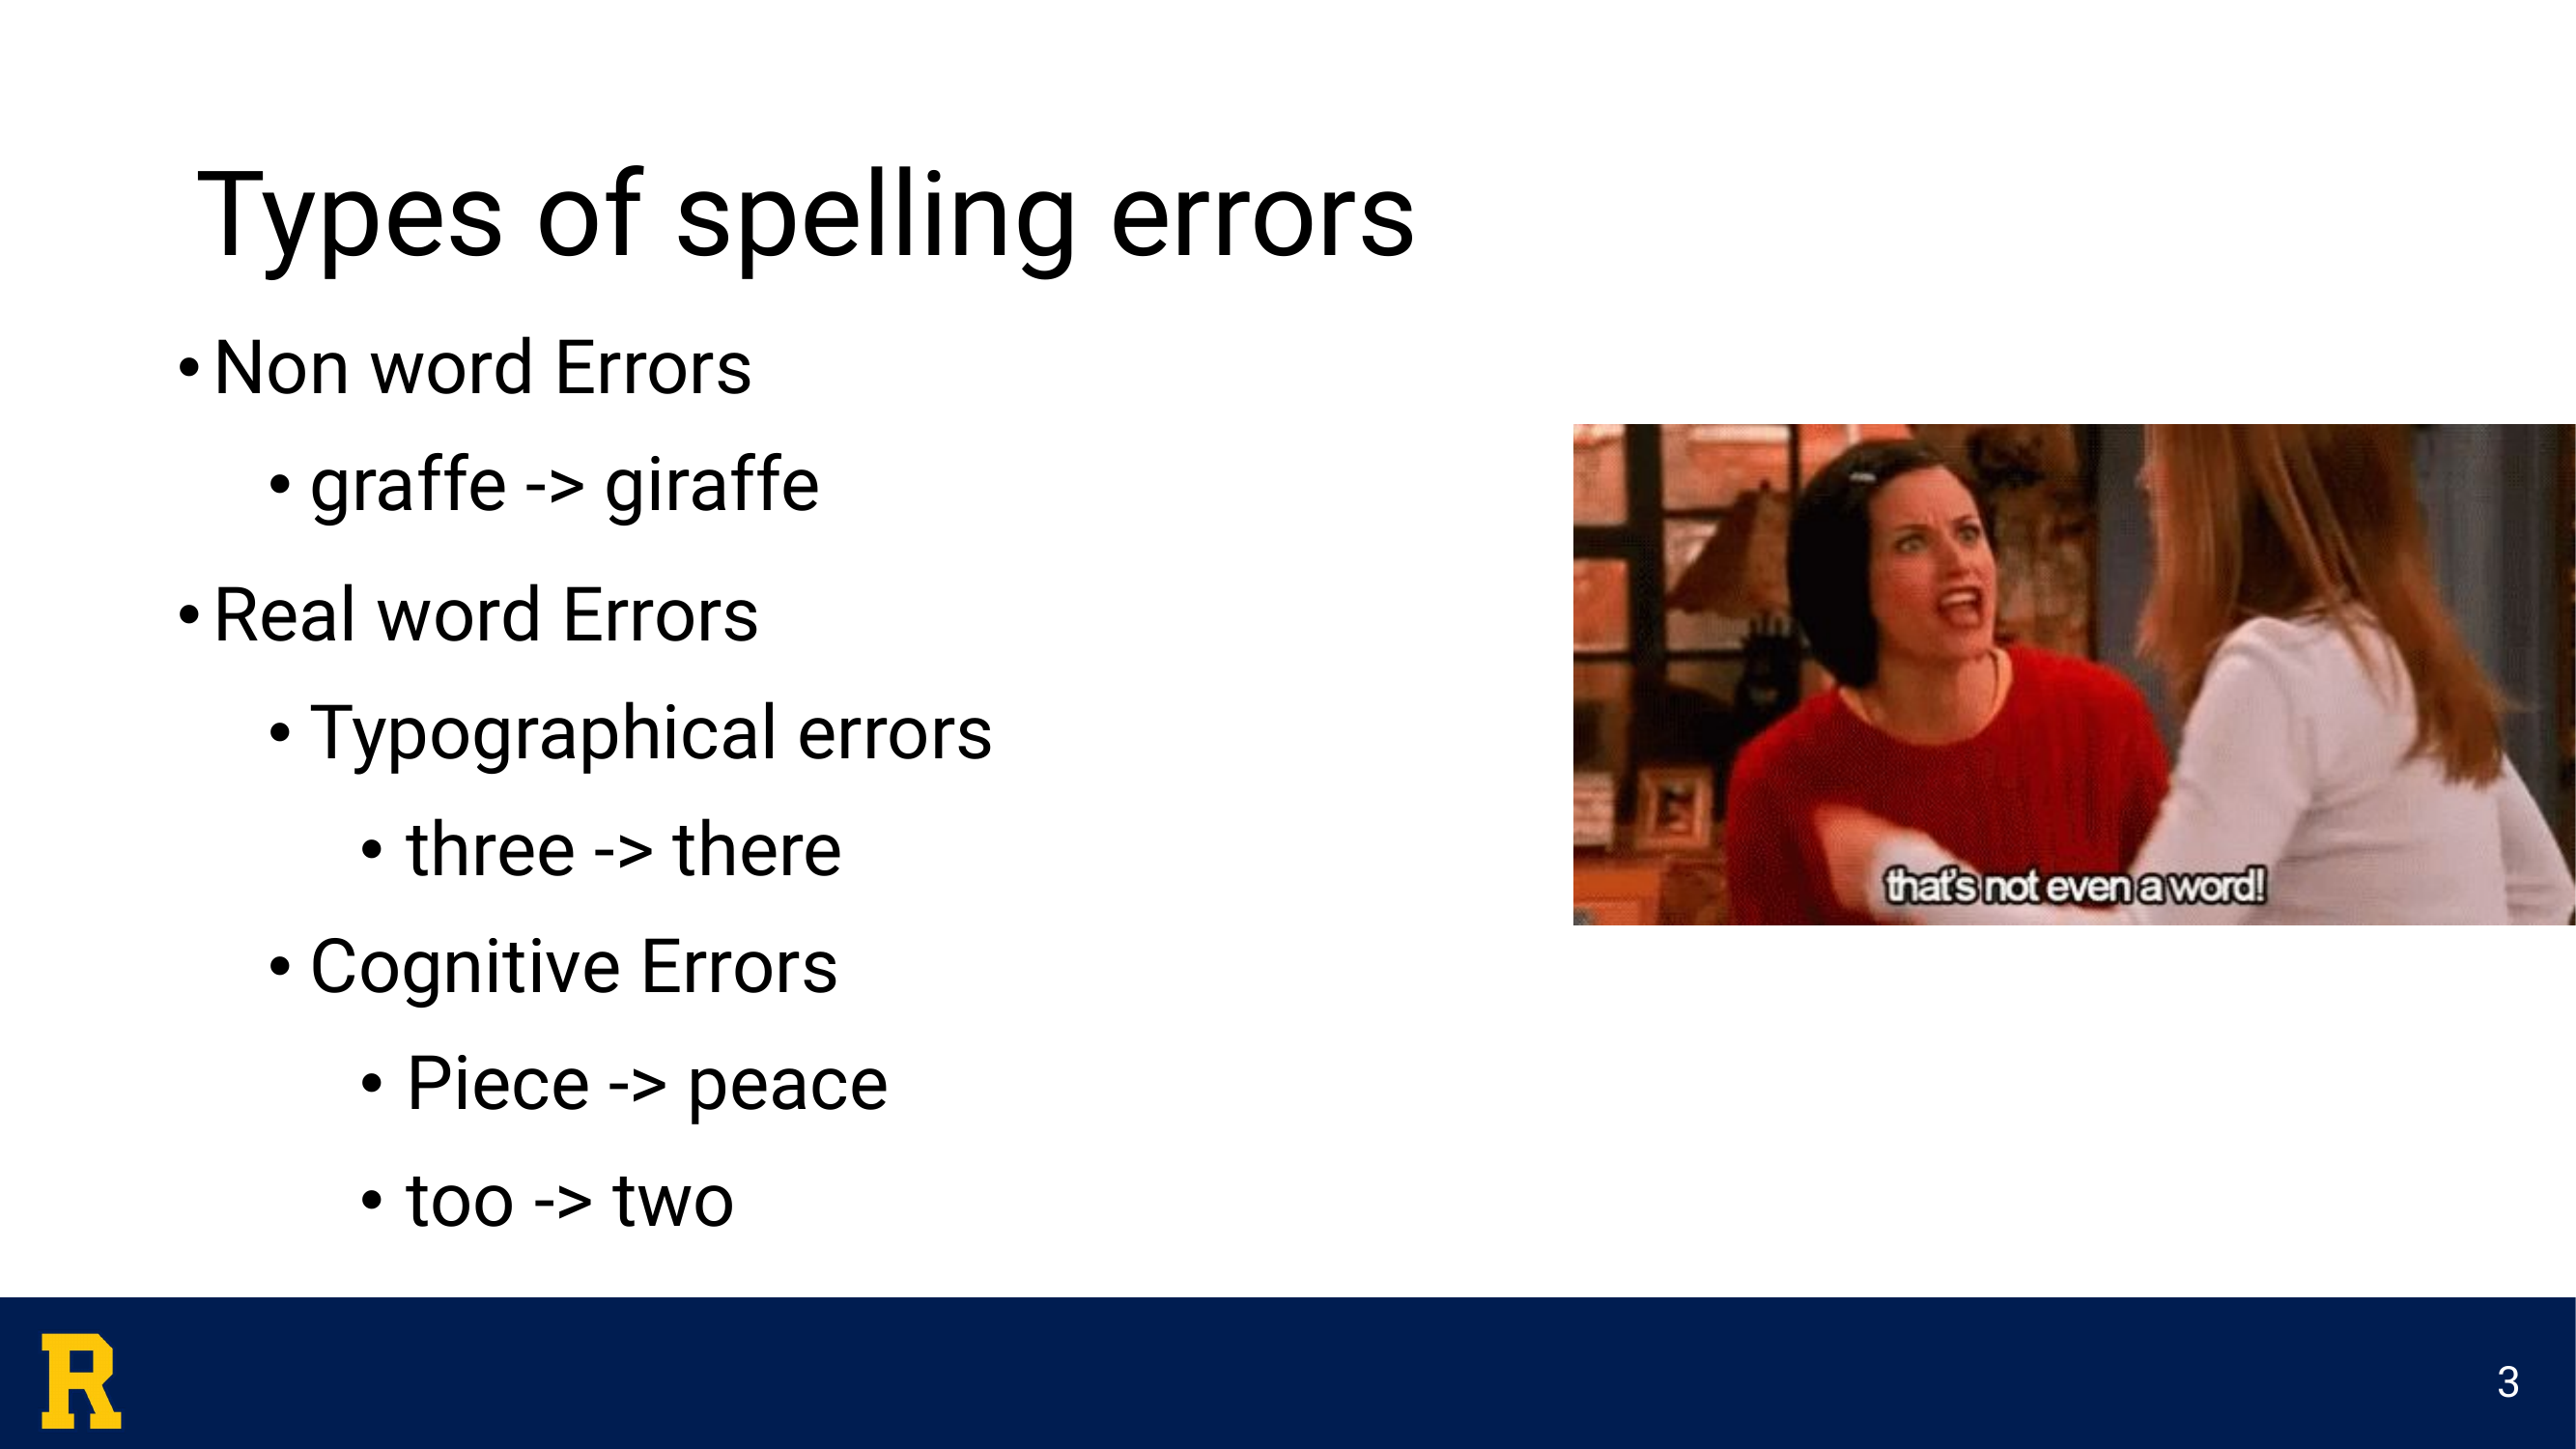 Types of spelling errors
• Non word Errors
• graffe -> giraffe
• Real word Errors
• Typographical errors
• three -> there
• Cognitive Errors
• Piece -> peace
• too -> two
that's not even a word!
R
3